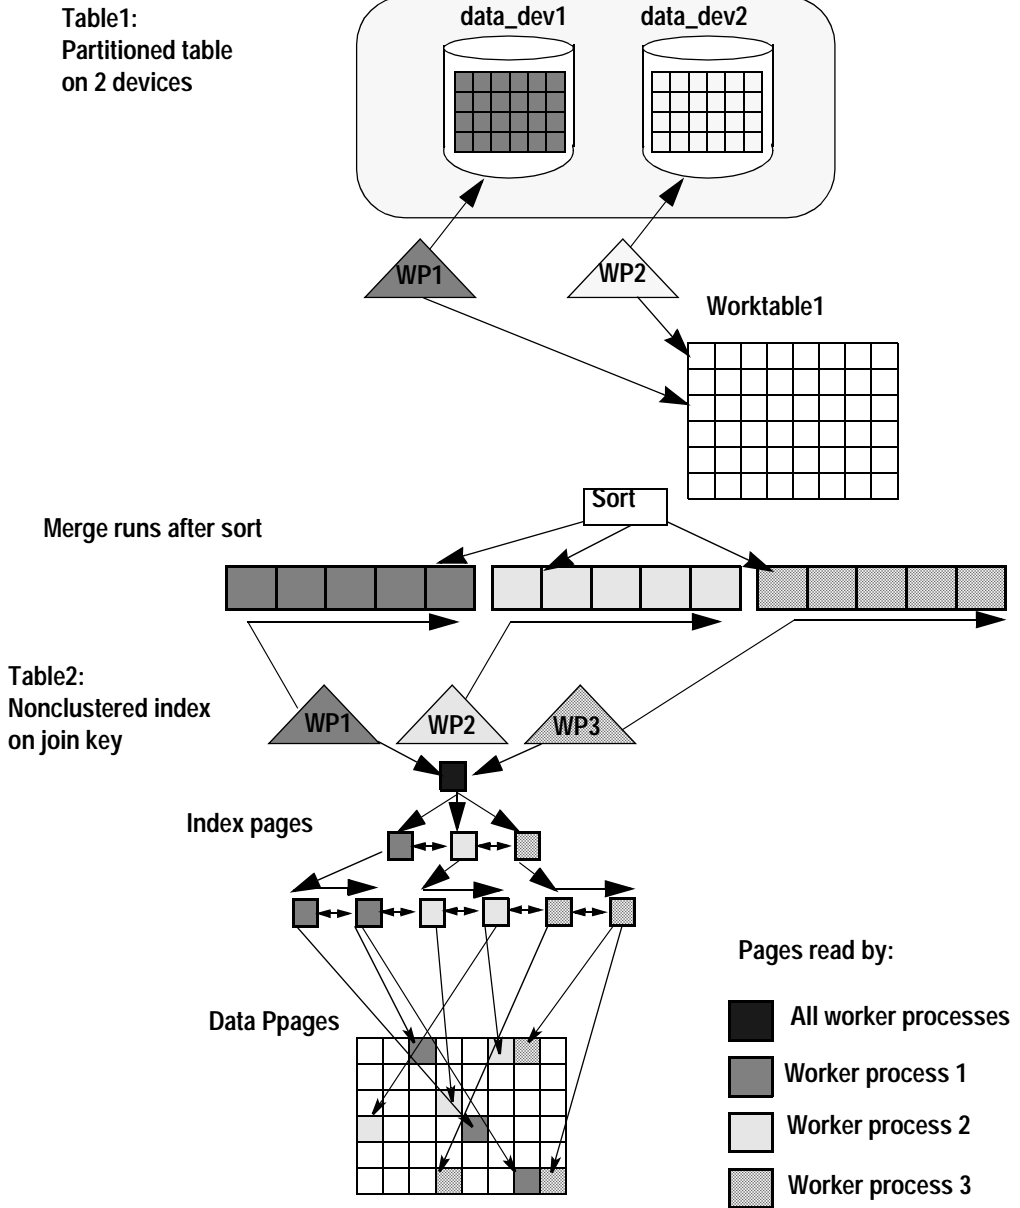 Table1:
Partitioned table
on 2 devices
data_dev1
data_dev2
WP1
WP2
Worktable1
Sort
Merge runs after sort
Table2:
Nonclustered index
on join key
WP1
WP2
WP3
Index pages
Data Ppages
Pages read by:
All worker processes
Worker process 1
Worker process 2
Worker process 3